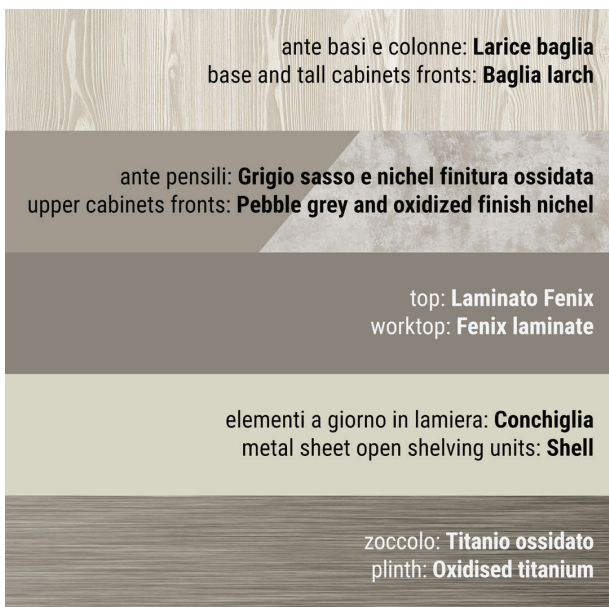 ante basi e colonne: Larice baglia
base and tall cabinets fronts: Baglia larch
ante pensili: Grigio sasso e nichel finitura ossidata
upper cabinets fronts: Pebble grey and oxidized finish nichel
top: Laminato Fenix
worktop: Fenix laminate
elementi a giorno in lamiera: Conchiglia
metal sheet open shelving units: Shell
zoccolo: Titanio ossidato
plinth: Oxidised titanium